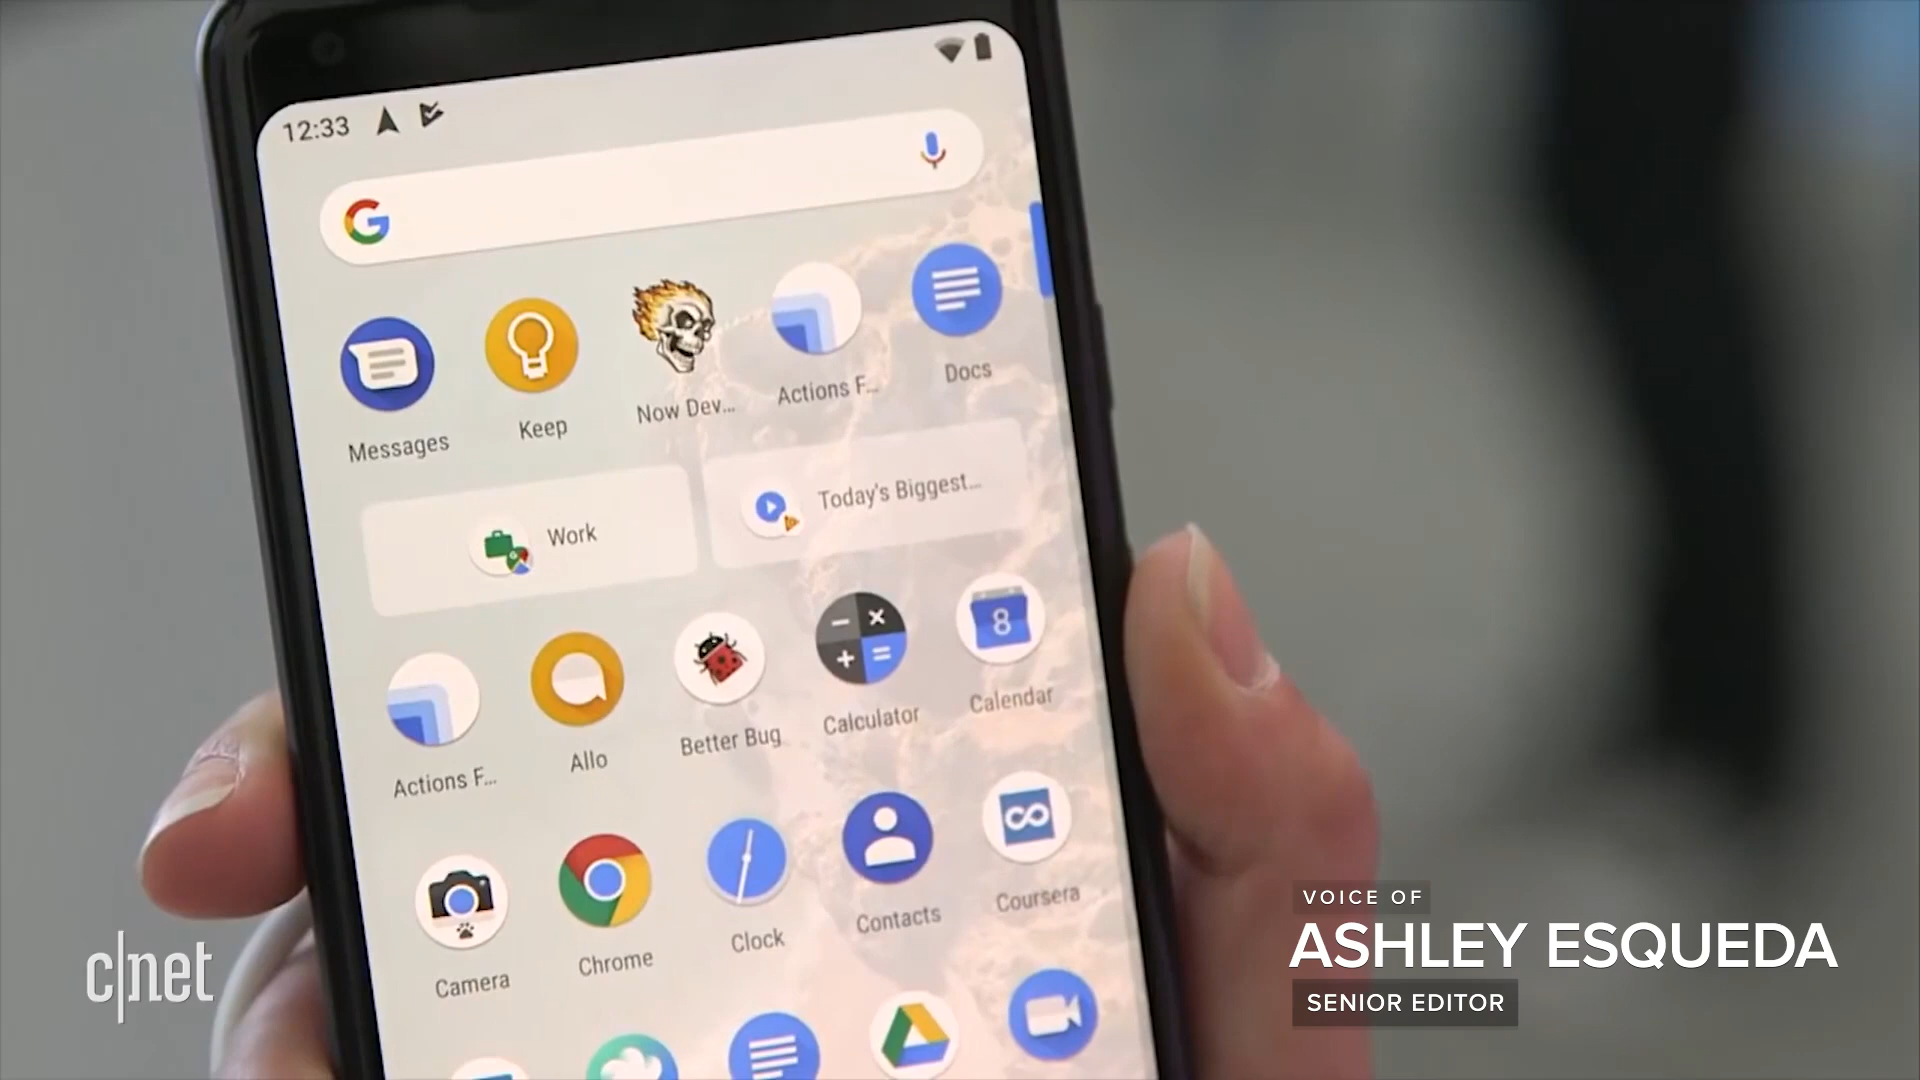 12:33
G
Messages
Keep
Now Dev...
Actions F...
Docs
Work
Today's Biggest...
Actions F...
Allo
Better Bug
Calculator
8
Calendar
Camera
Chrome
Clock
Contacts
Coursera
c|net
VOICE OF
ASHLEY ESQUEDA
SENIOR EDITOR